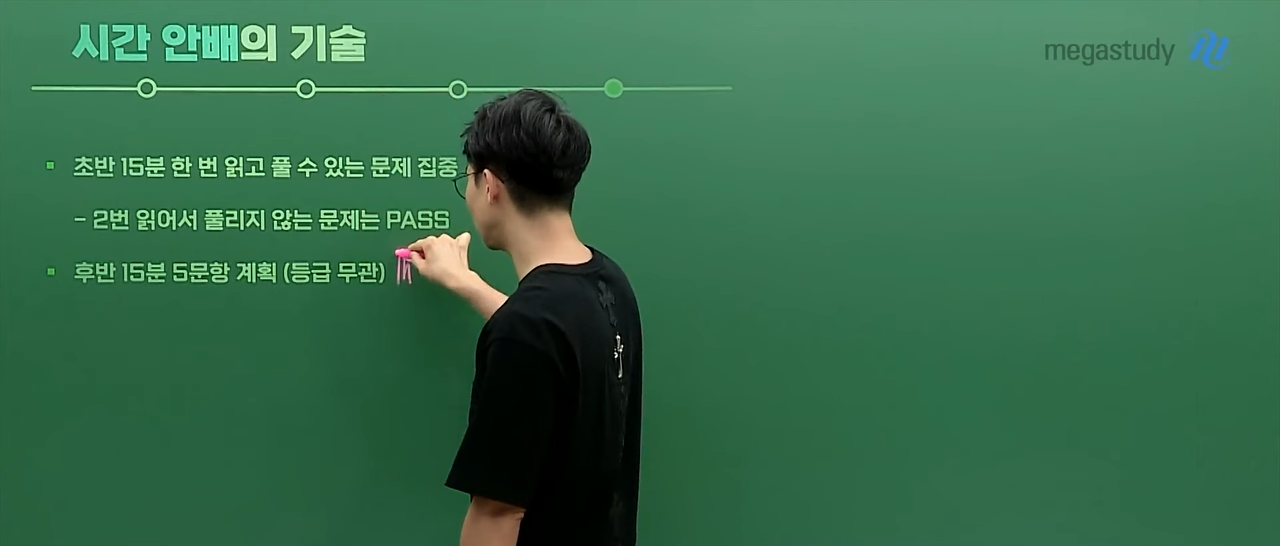 시간 안배의 기술
megastudy
초반 15분 한 번 읽고 풀 수 있는 문제 집중
- 2번 읽어서 풀리지 않는 문제는 PASS
후반 15분 5문항 계획 (등급 무관)